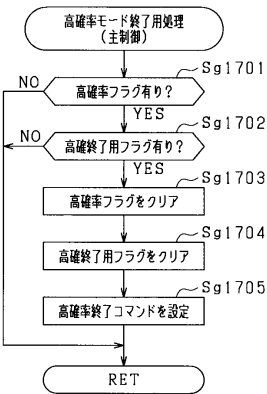 高確率モード終了用処理
(主制御)
Sg1701
高確率フラグ有り?
NO
YES
Sg1702
高確終了用フラグ有り?
NO
YES
Sg1703
高確率フラグをクリア
Sg1704
高確終了用フラグをクリア
Sg1705
高確率終了コマンドを設定
RET